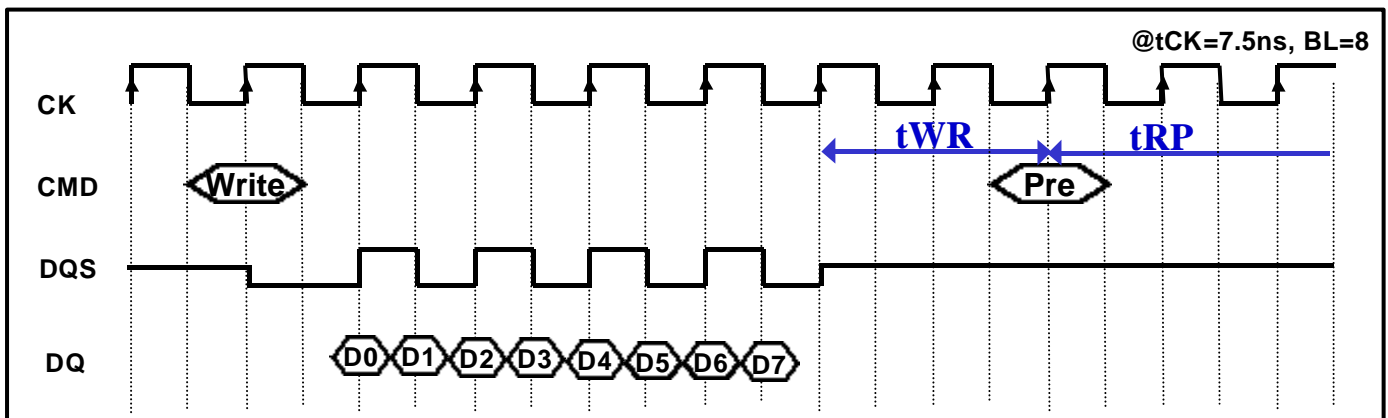 @tCK=7.5ns, BL=8
CK
tWR tRP
CMD Write Pre
DQS
DQ D0 D1 D2 D3 D4 D5 D6 D7